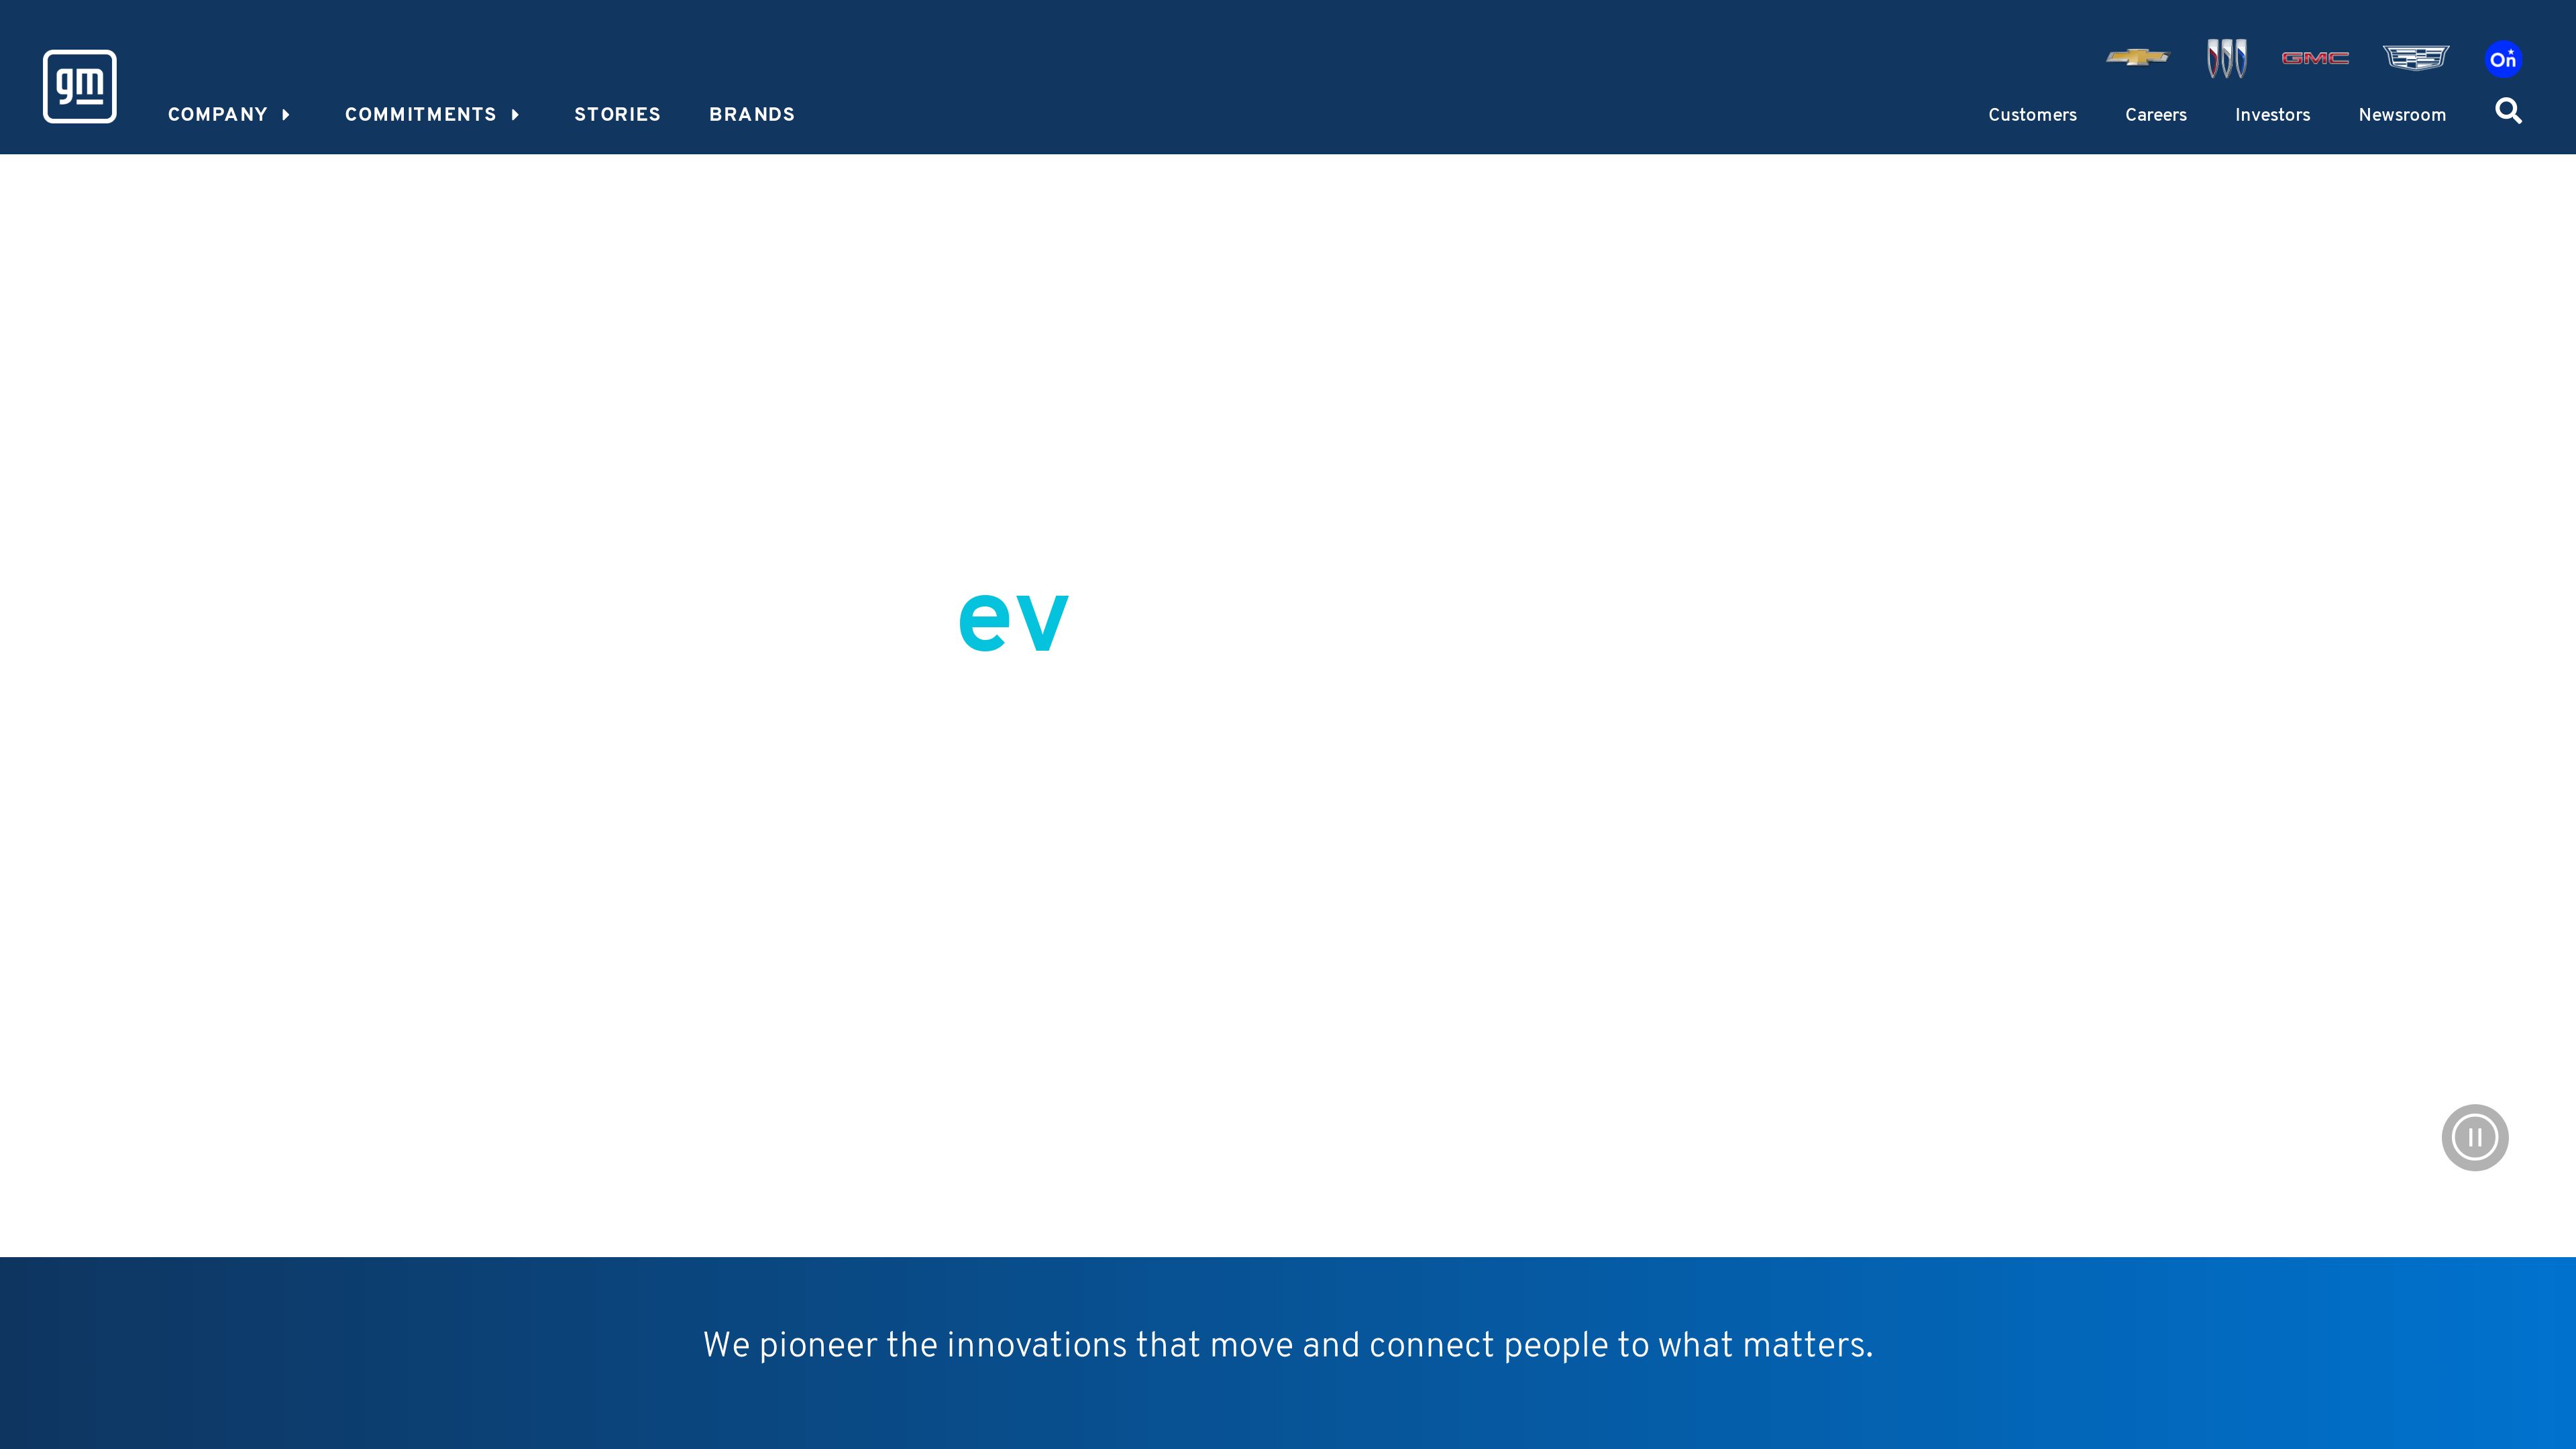 gm
GMC
On
COMPANY
COMMITMENTS
STORIES
BRANDS
Customers
Careers
Investors
Newsroom
ev
We pioneer the innovations that move and connect people to what matters.